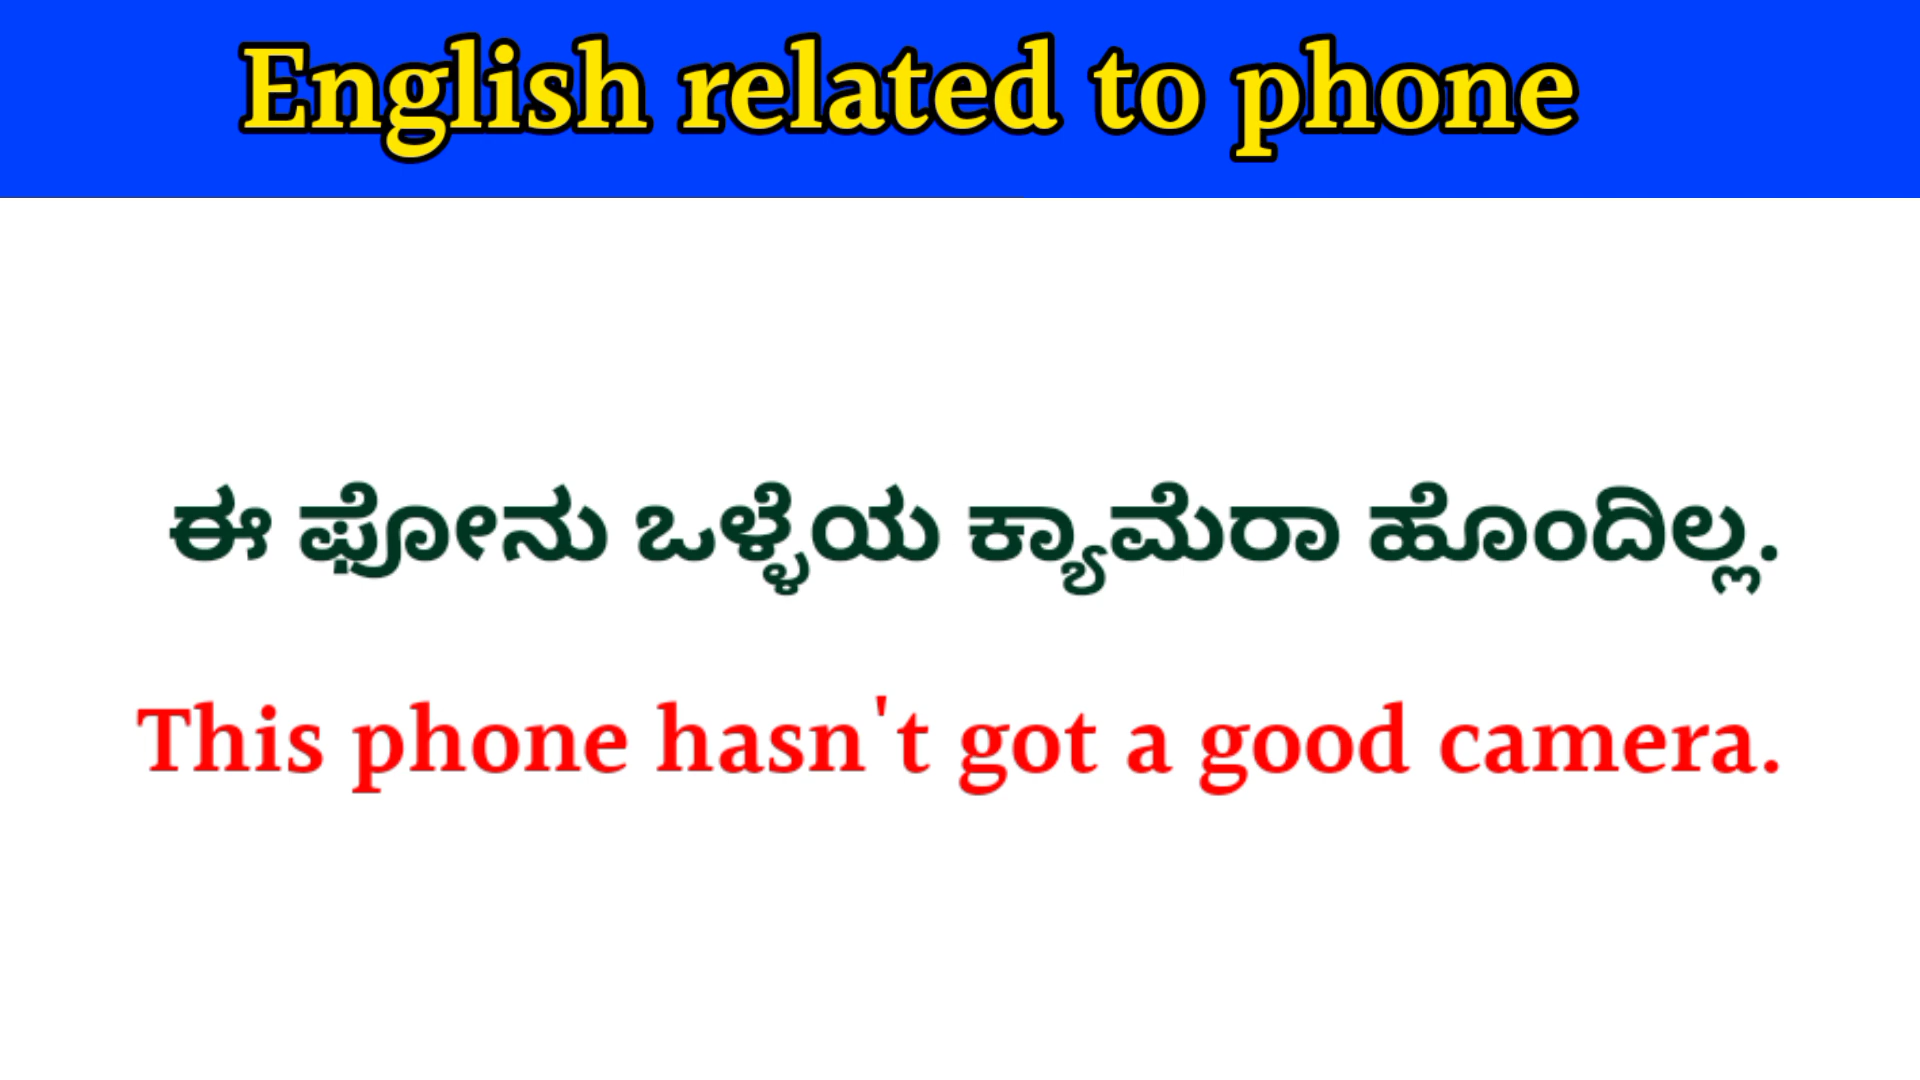 English related to phone
ಈ ಫೋನು ಒಳ್ಳೆಯ ಕ್ಯಾಮೆರಾ ಹೊಂದಿಲ್ಲ.
This phone hasn't got a good camera.